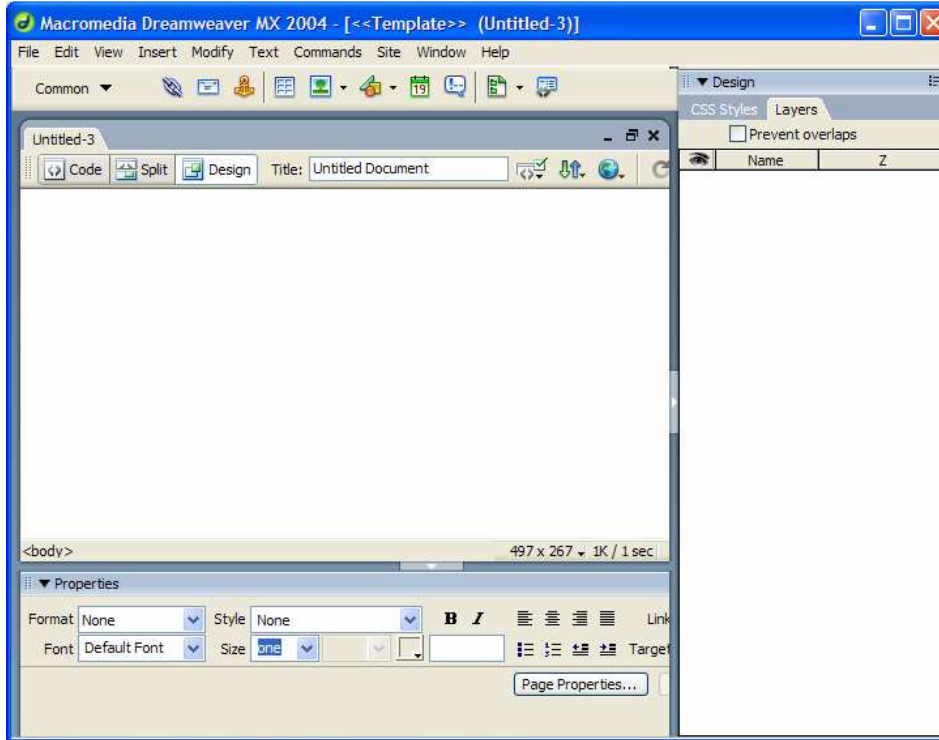 Macromedia Dreamweaver MX 2004 - [<<Template>> (Untitled-3)]
File Edit View Insert Modify Text Commands Site Window Help
Common
19
Design
CSS Styles Layers
Prevent overlaps
Name Z
Untitled-3
Code Split Design Title: Untitled Document
<body> 497 x 267 1K / 1 sec
Properties
Format None Style None B I Link
Font Default Font Size one Target
Page Properties...